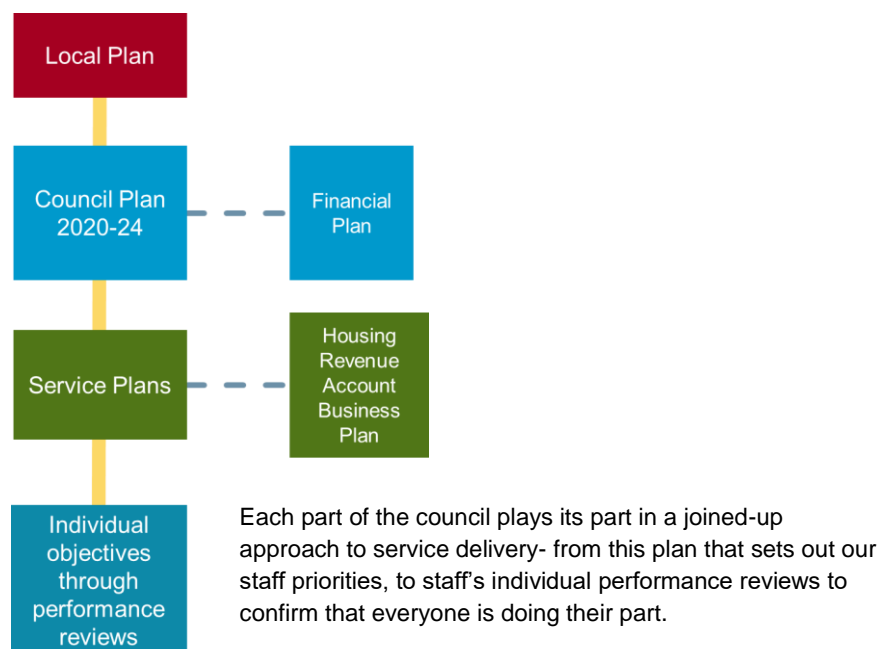 Local Plan
Council Plan
2020-24
Financial
Plan
Service Plans
Housing
Revenue
Account
Business
Plan
Individual
objectives
through
performance
reviews
Each part of the council plays its part in a joined-up
approach to service delivery- from this plan that sets out our
staff priorities, to staff's individual performance reviews to
confirm that everyone is doing their part.